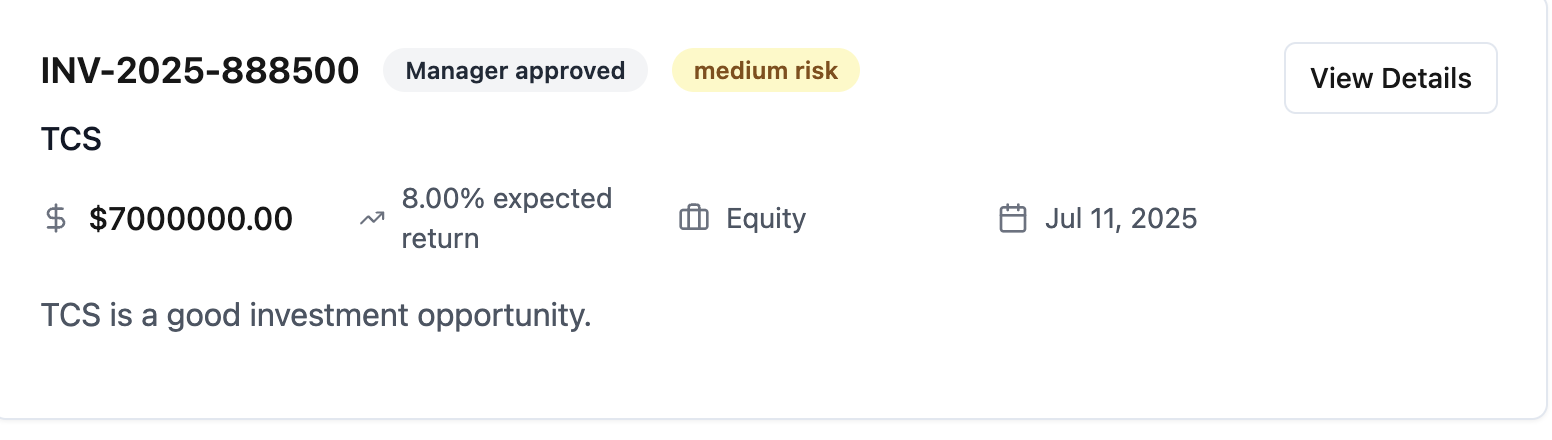 INV-2025-888500 Manager approved medium risk View Details
TCS
$7000000.00 8.00% expected return Equity Jul 11, 2025
TCS is a good investment opportunity.